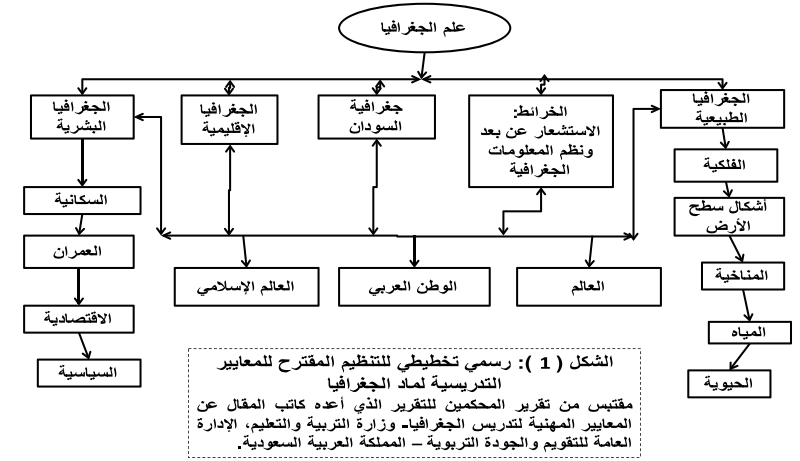 علم الجغرافيا
الجغرافيا
الطبيعية
الخرائط:
الاستشعار عن بعد
ونظم المعلومات
الجغرافية
جغرافية
السودان
الجغرافيا
الإقليمية
الجغرافيا
البشرية
الفلكية
أشكال سطح
الأرض
المناخية
المياه
الحيوية
السكانية
العمران
الاقتصادية
السياسية
العالم
الوطن العربي
العالم الإسلامي
الشكل ( 1 ): رسمي تخطيطي للتنظيم المقترح للمعايير
التدريسية لماد الجغرافيا
مقتبس من تقرير المحكمين للتقرير الذي أعده كاتب المقال عن
المعايير المهنية لتدريس الجغرافيا- وزارة التربية والتعليم، الإدارة
العامة للتقويم والجودة التربوية – المملكة العربية السعودية.